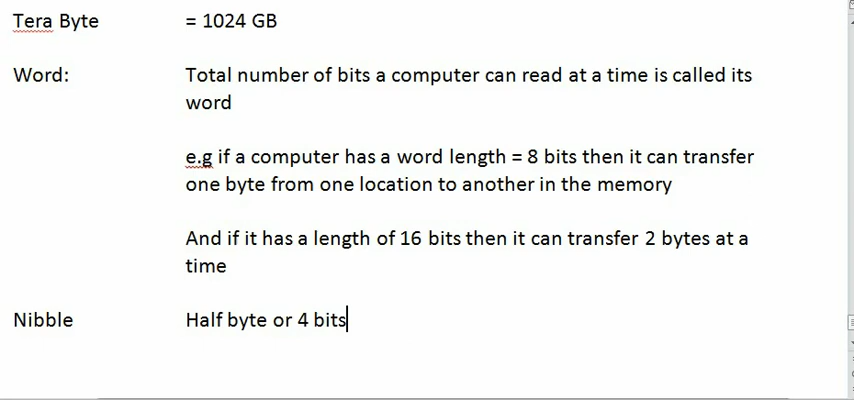 Tera Byte = 1024 GB
Word: Total number of bits a computer can read at a time is called its
word
e.g if a computer has a word length = 8 bits then it can transfer
one byte from one location to another in the memory
And if it has a length of 16 bits then it can transfer 2 bytes at a
time
Nibble Half byte or 4 bits